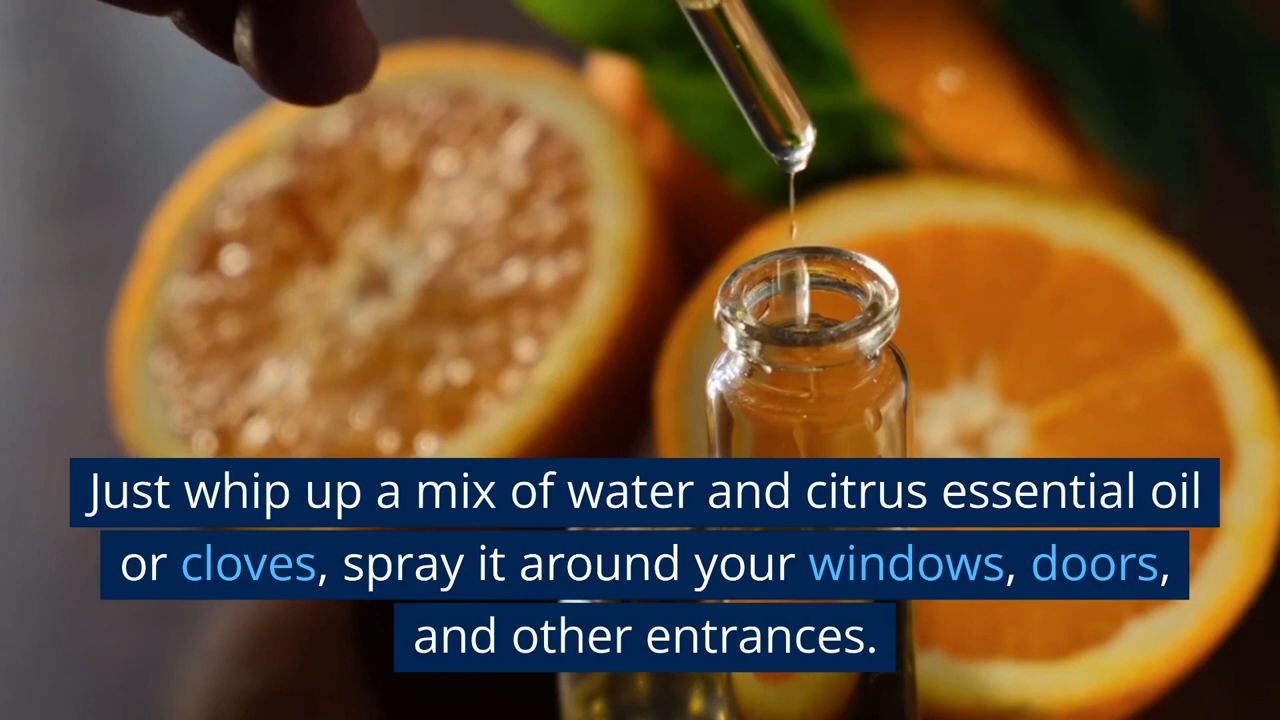 Just whip up a mix of water and citrus essential oil
or cloves, spray it around your windows, doors,
and other entrances.